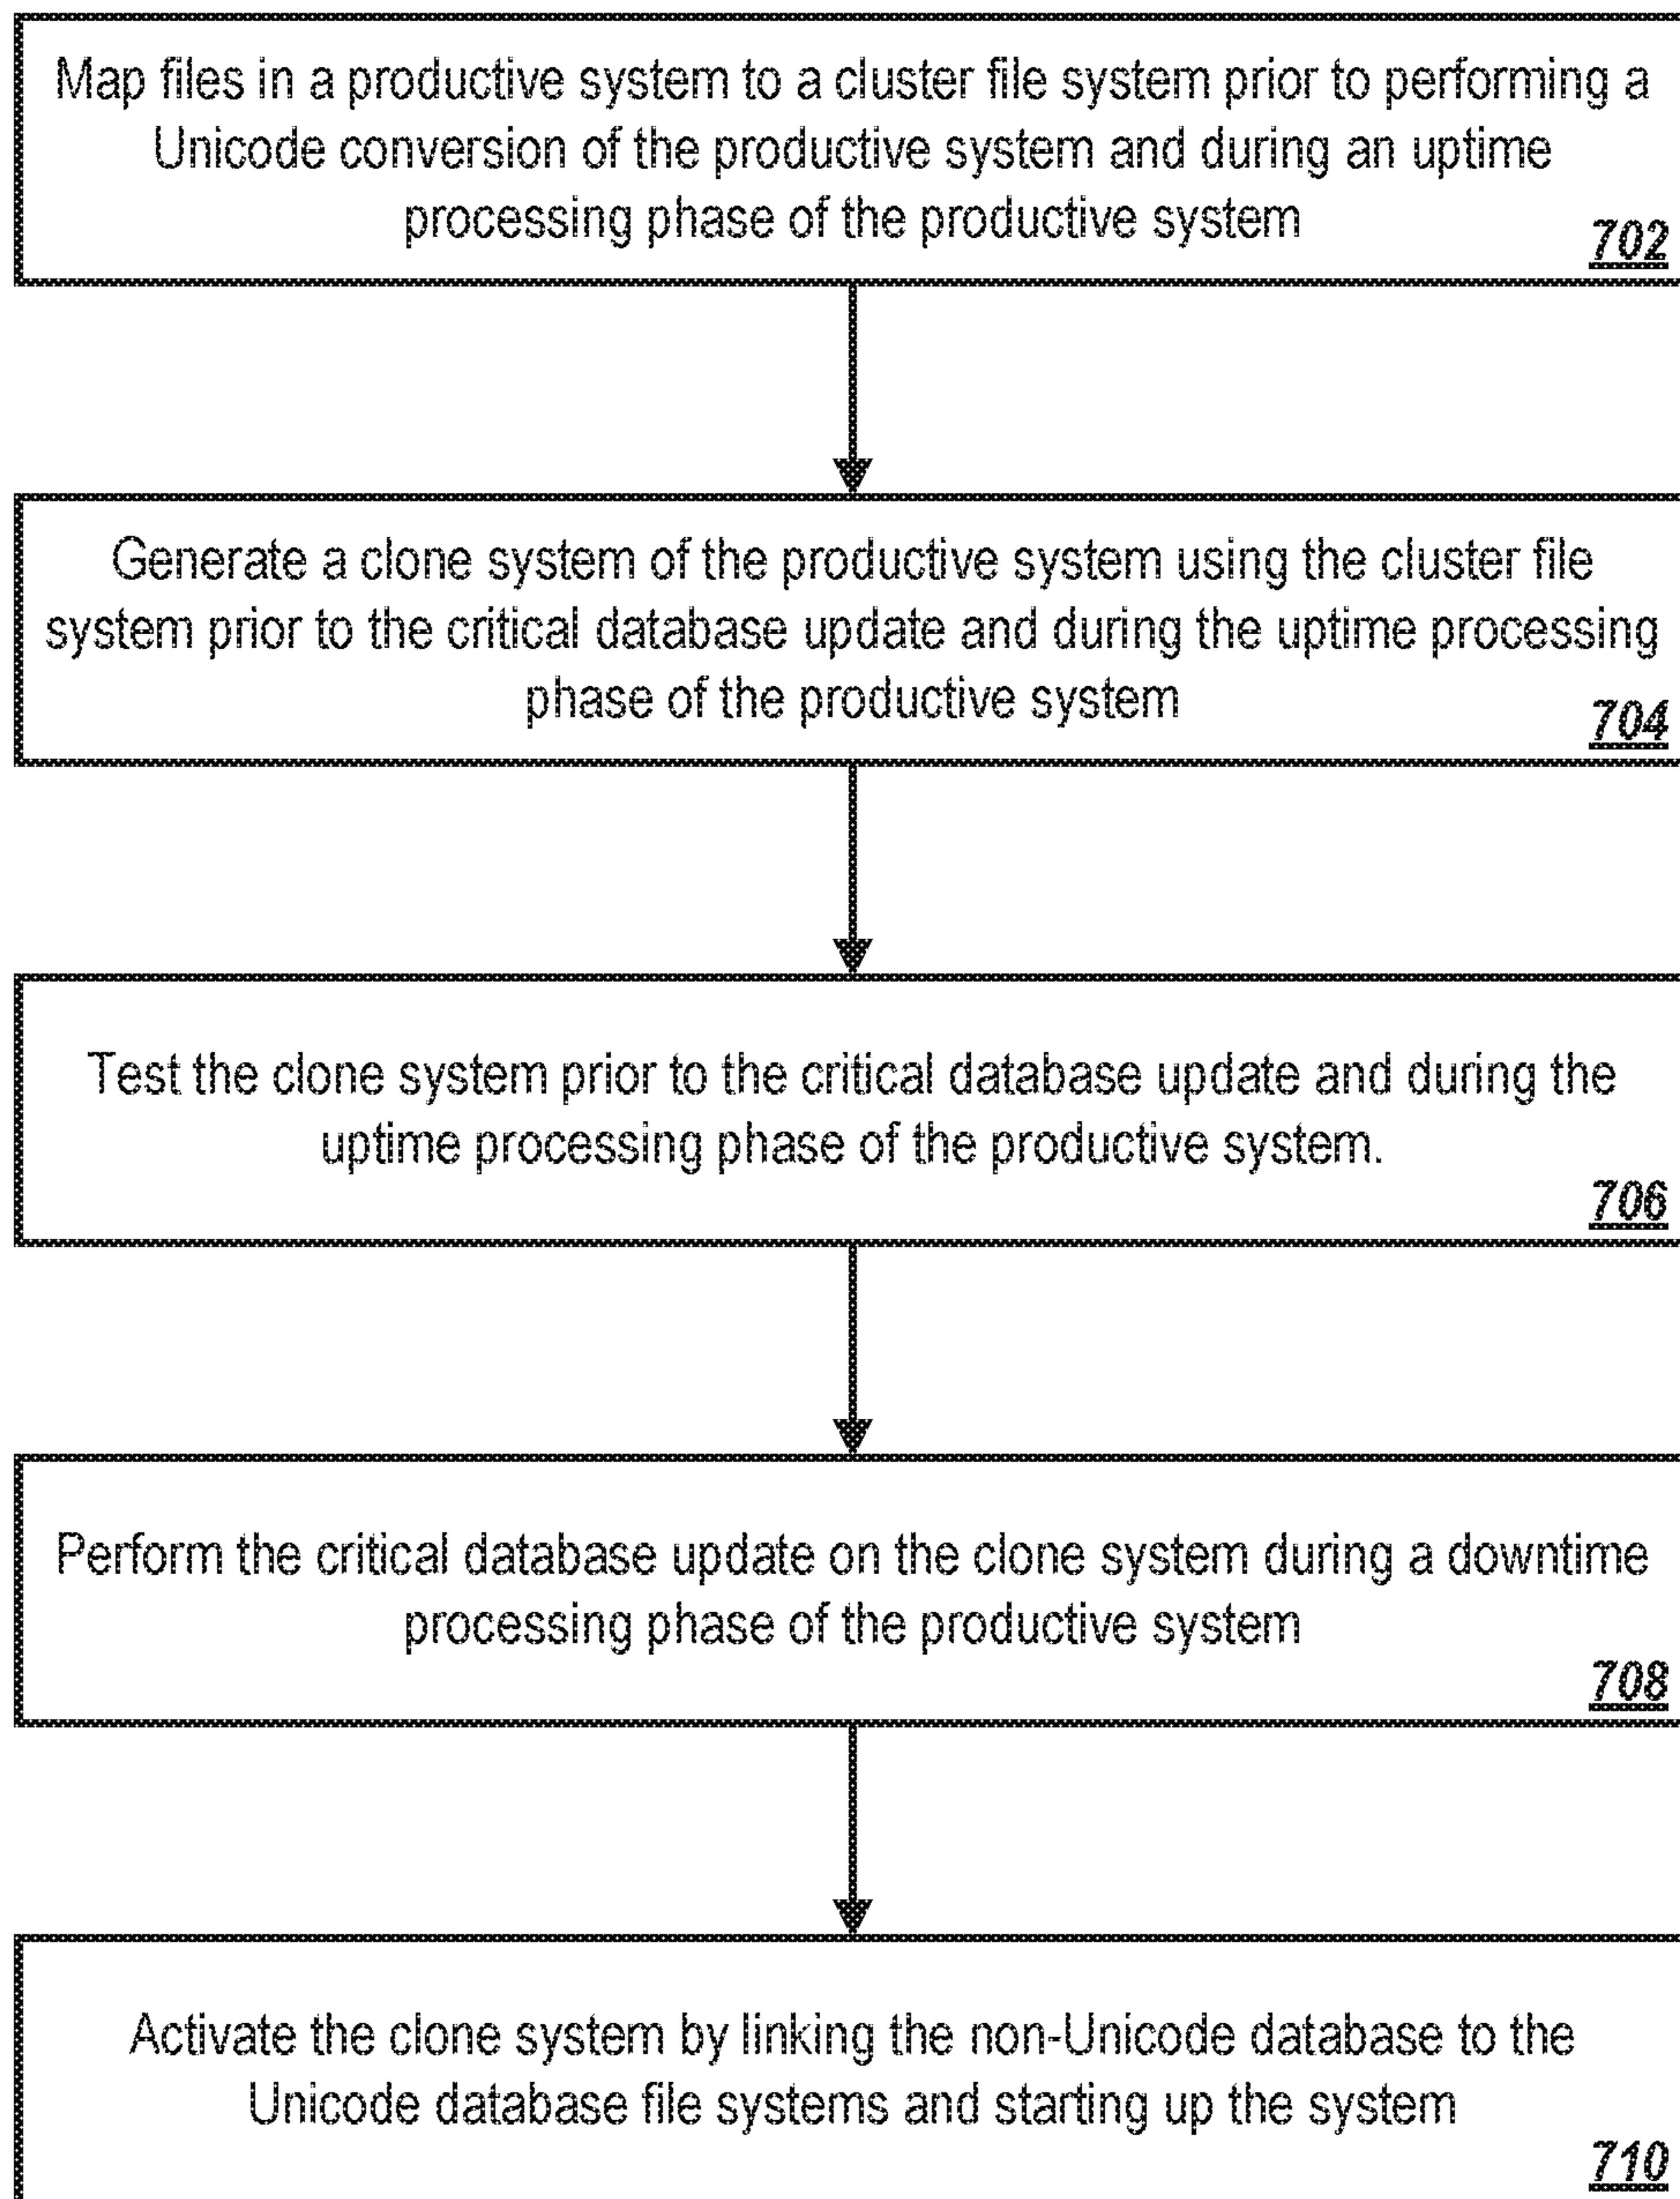 Map files in a productive system to a cluster file system prior to performing a
Unicode conversion of the productive system and during an uptime
processing phase of the productive system
702
Generate a clone system of the productive system using the cluster file
system prior to the critical database update and during the uptime processing
phase of the productive system
704
Test the clone system prior to the critical database update and during the
uptime processing phase of the productive system.
706
Perform the critical database update on the clone system during a downtime
processing phase of the productive system
708
Activate the clone system by linking the non-Unicode database to the
Unicode database file systems and starting up the system
710